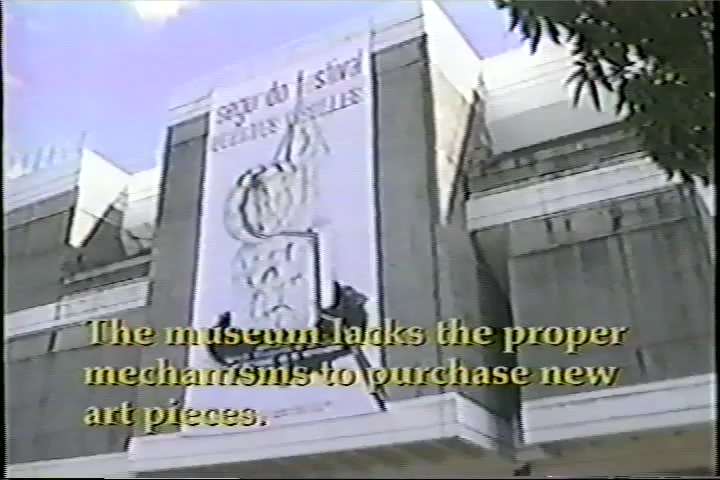 segundo festival
The museum lacks the proper
mechanisms to purchase new
art pieces.